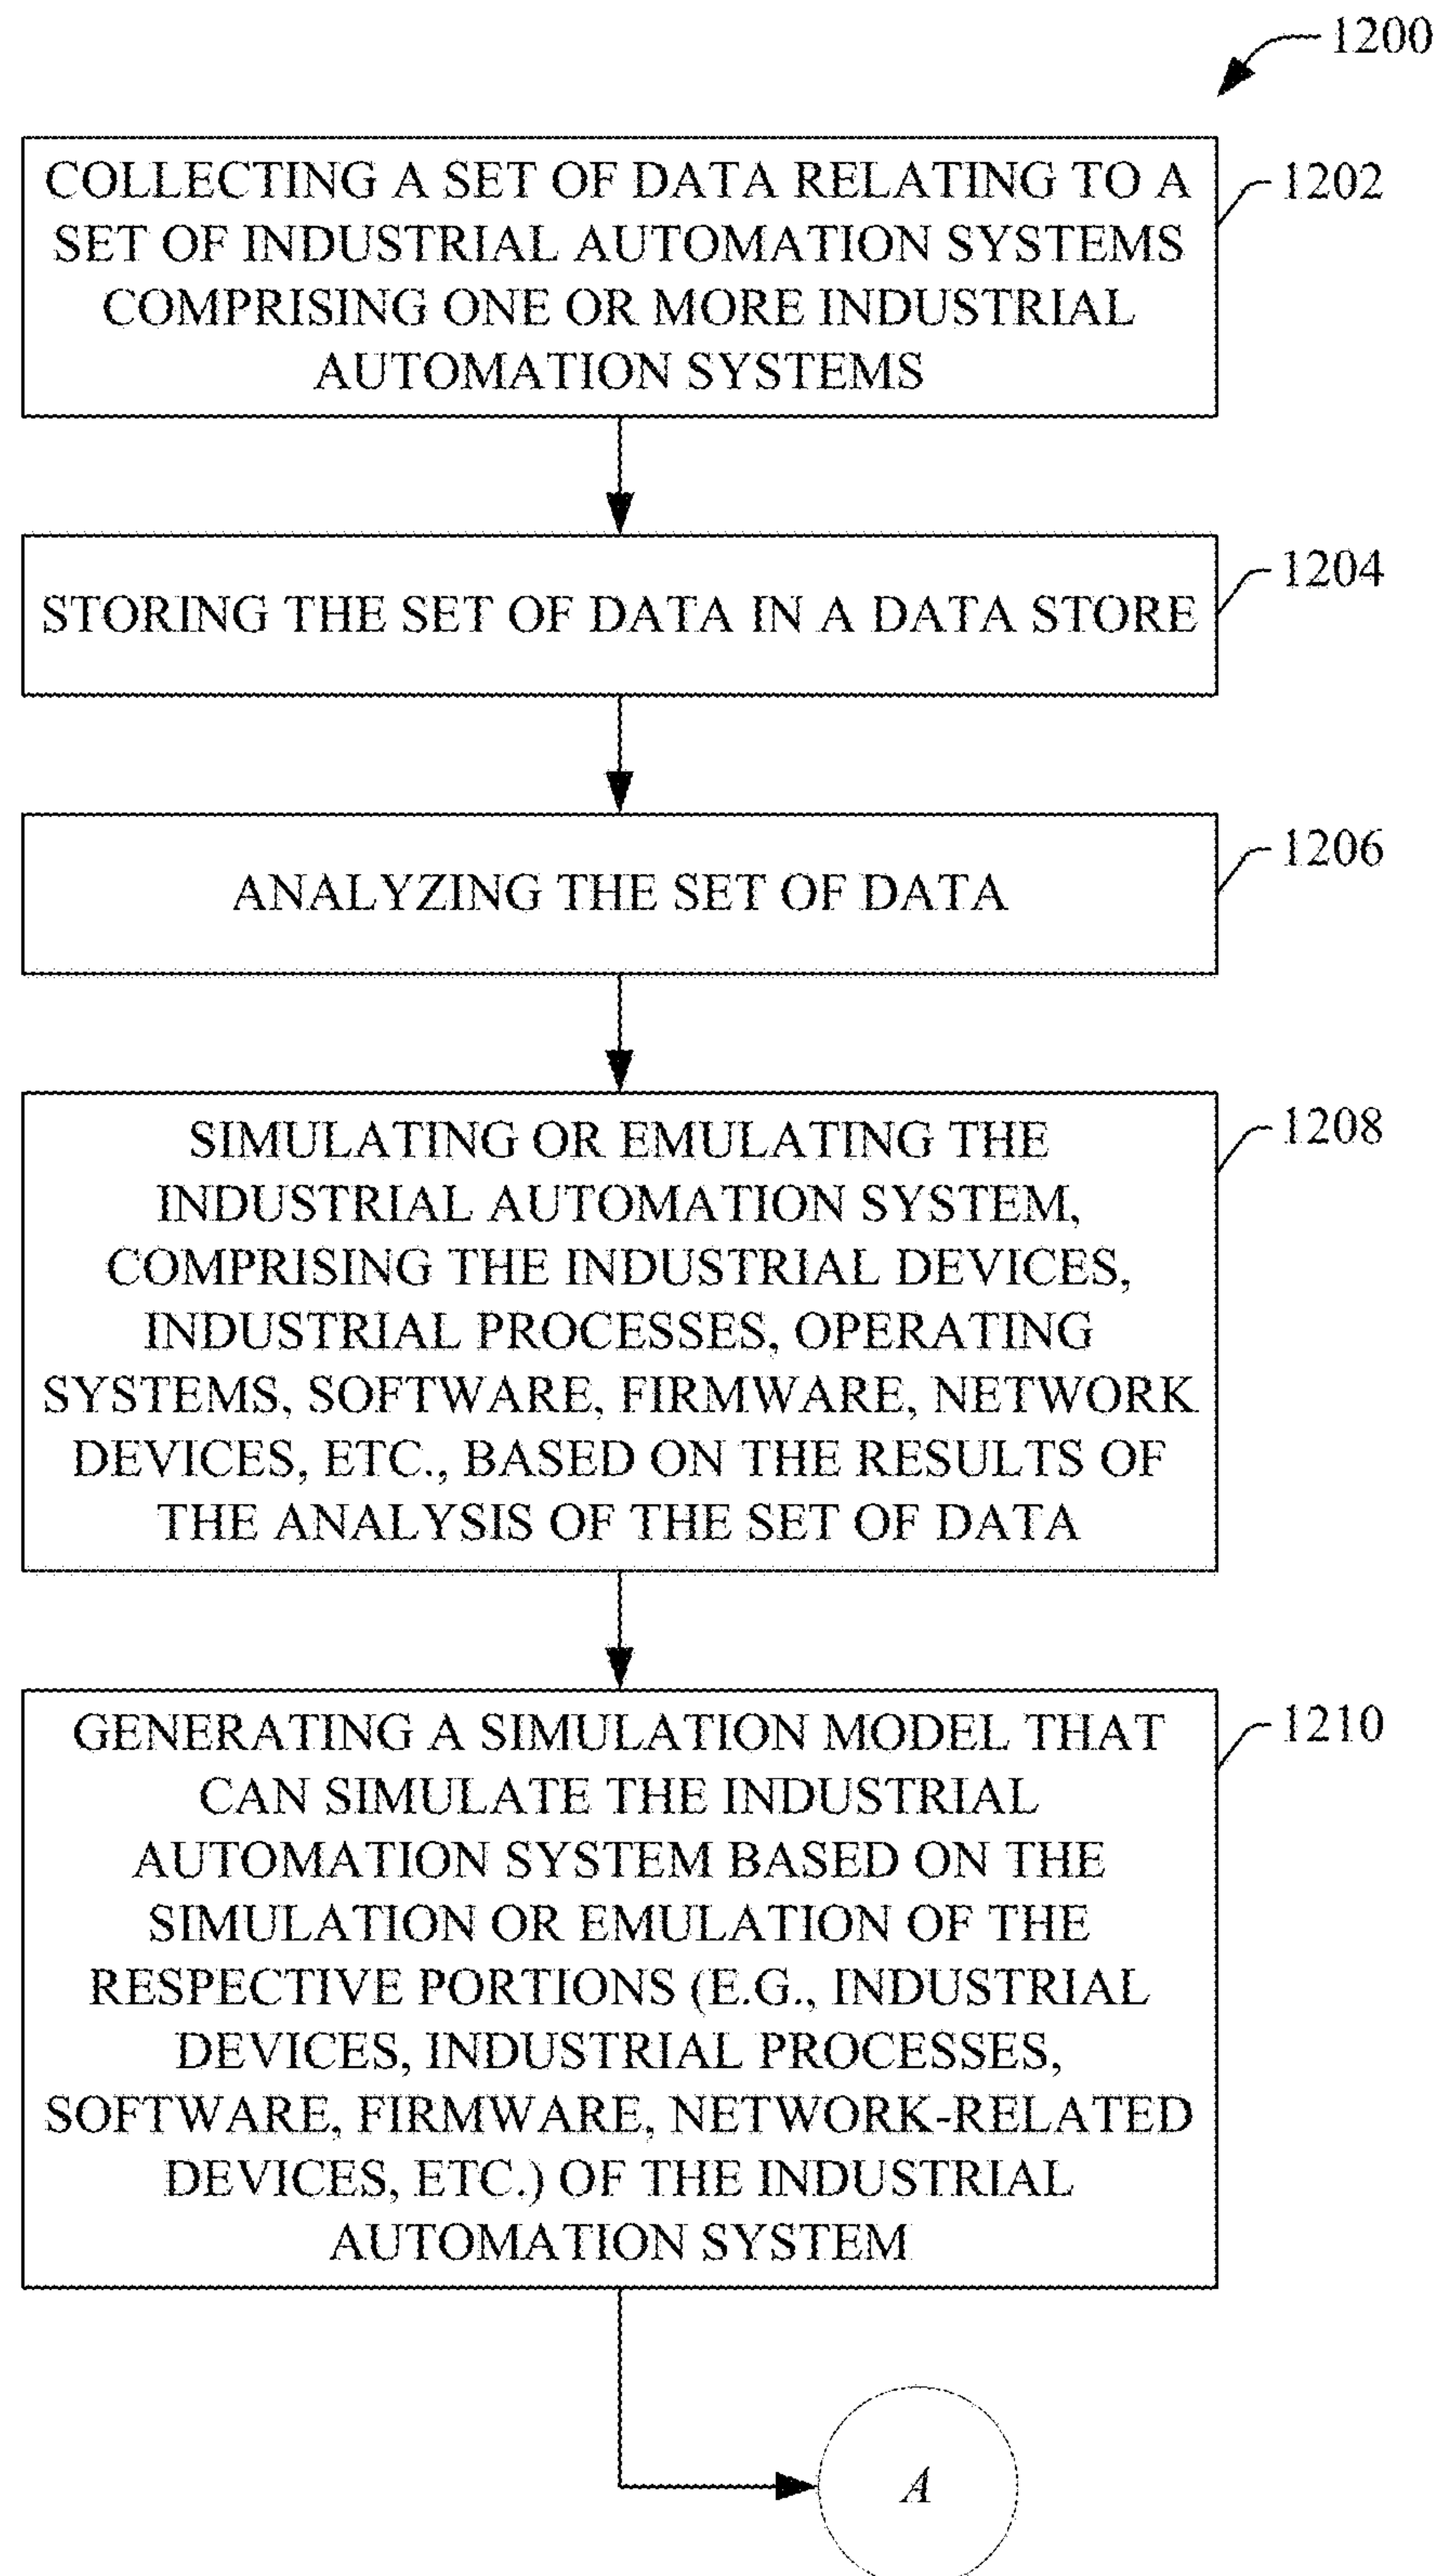 1200
COLLECTING A SET OF DATA RELATING TO A
SET OF INDUSTRIAL AUTOMATION SYSTEMS
COMPRISING ONE OR MORE INDUSTRIAL
AUTOMATION SYSTEMS
1202
STORING THE SET OF DATA IN A DATA STORE
1204
ANALYZING THE SET OF DATA
1206
SIMULATING OR EMULATING THE
INDUSTRIAL AUTOMATION SYSTEM,
COMPRISING THE INDUSTRIAL DEVICES,
INDUSTRIAL PROCESSES, OPERATING
SYSTEMS, SOFTWARE, FIRMWARE, NETWORK
DEVICES, ETC., BASED ON THE RESULTS OF
THE ANALYSIS OF THE SET OF DATA
1208
GENERATING A SIMULATION MODEL THAT
CAN SIMULATE THE INDUSTRIAL
AUTOMATION SYSTEM BASED ON THE
SIMULATION OR EMULATION OF THE
RESPECTIVE PORTIONS (E.G., INDUSTRIAL
DEVICES, INDUSTRIAL PROCESSES,
SOFTWARE, FIRMWARE, NETWORK-RELATED
DEVICES, ETC.) OF THE INDUSTRIAL
AUTOMATION SYSTEM
1210
A